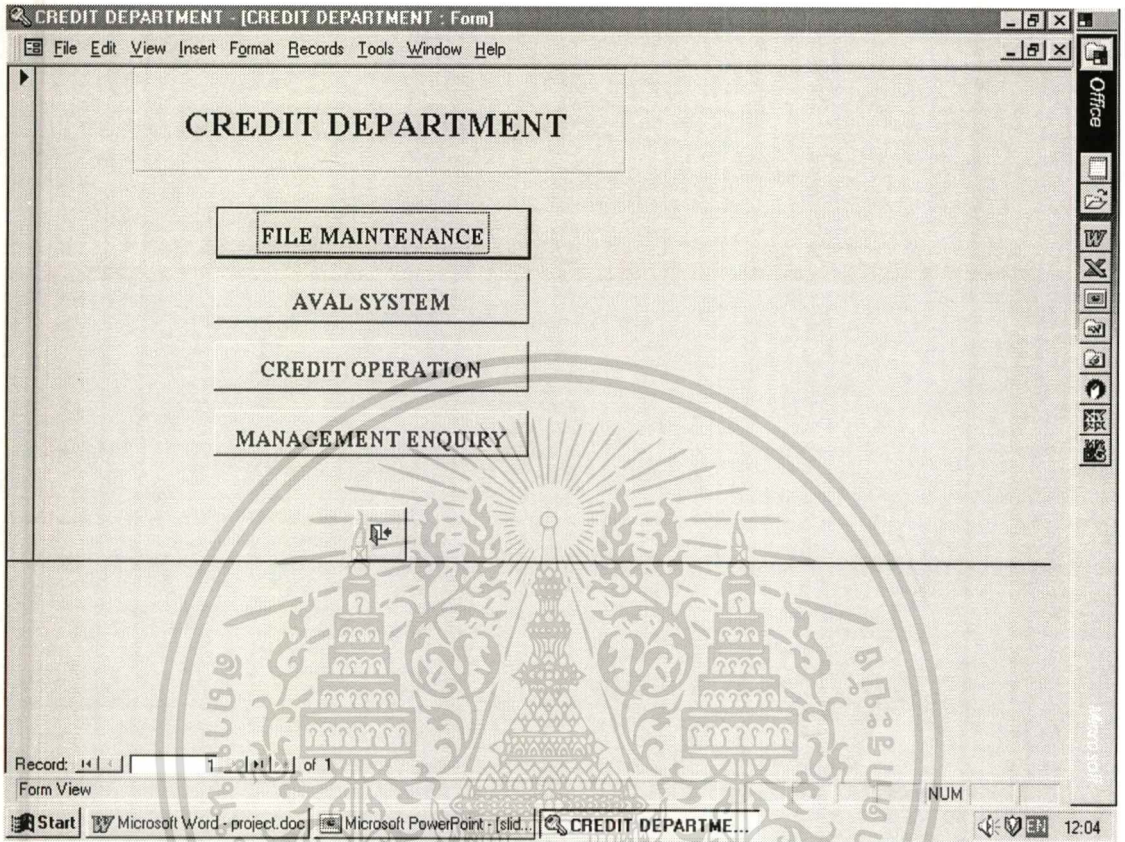 CREDIT DEPARTMENT - [CREDIT DEPARTMENT : Form]
File Edit View Insert Format Records Tools Window Help
Office
CREDIT DEPARTMENT
FILE MAINTENANCE
AVAL SYSTEM
CREDIT OPERATION
MANAGEMENT ENQUIRY
Record: 1 of 1
Form View NUM
Microsoft
Start Microsoft Word - project.doc Microsoft PowerPoint - [slid... CREDIT DEPARTME... EN 12:04